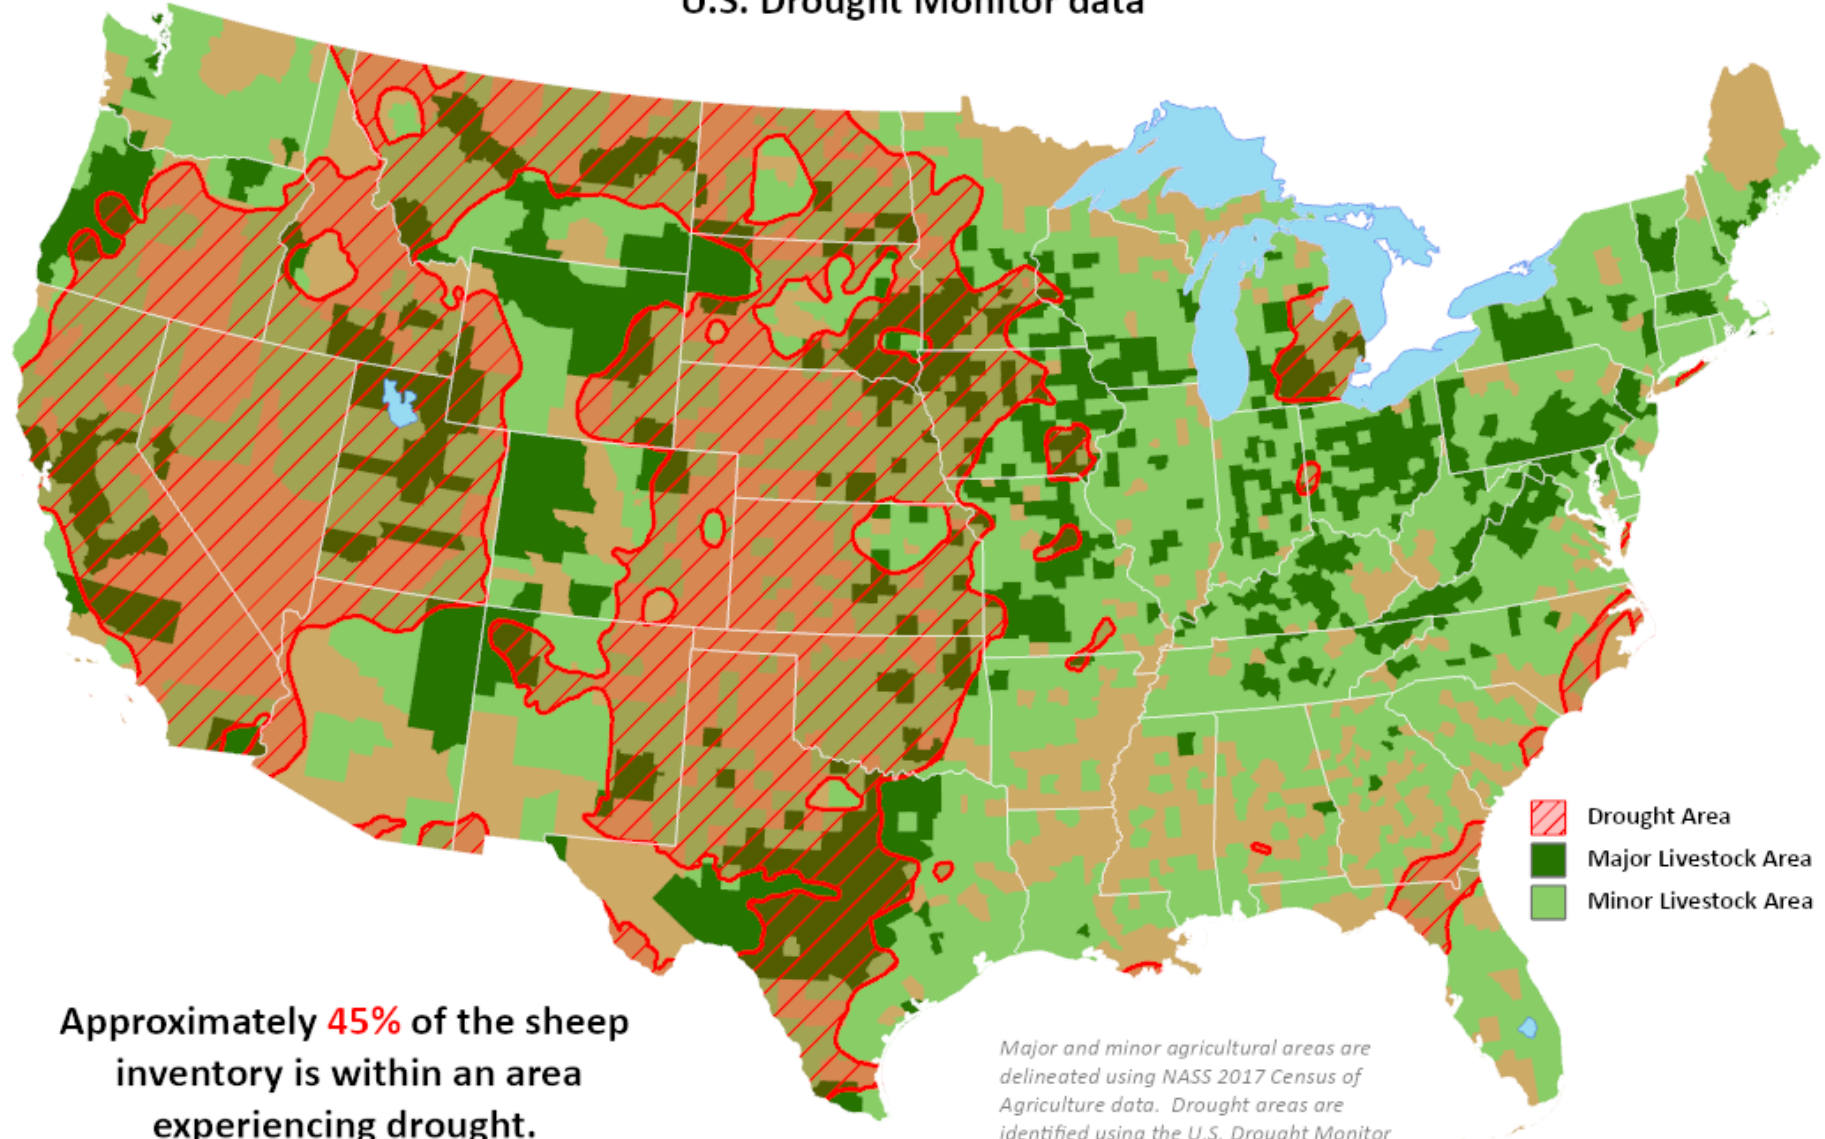 U.S. Drought Monitor data
Drought Area
Major Livestock Area
Minor Livestock Area
Approximately 45% of the sheep
inventory is within an area
experiencing drought.
Major and minor agricultural areas are
delineated using NASS 2017 Census of
Agriculture data. Drought areas are
identified using the U.S. Drought Monitor